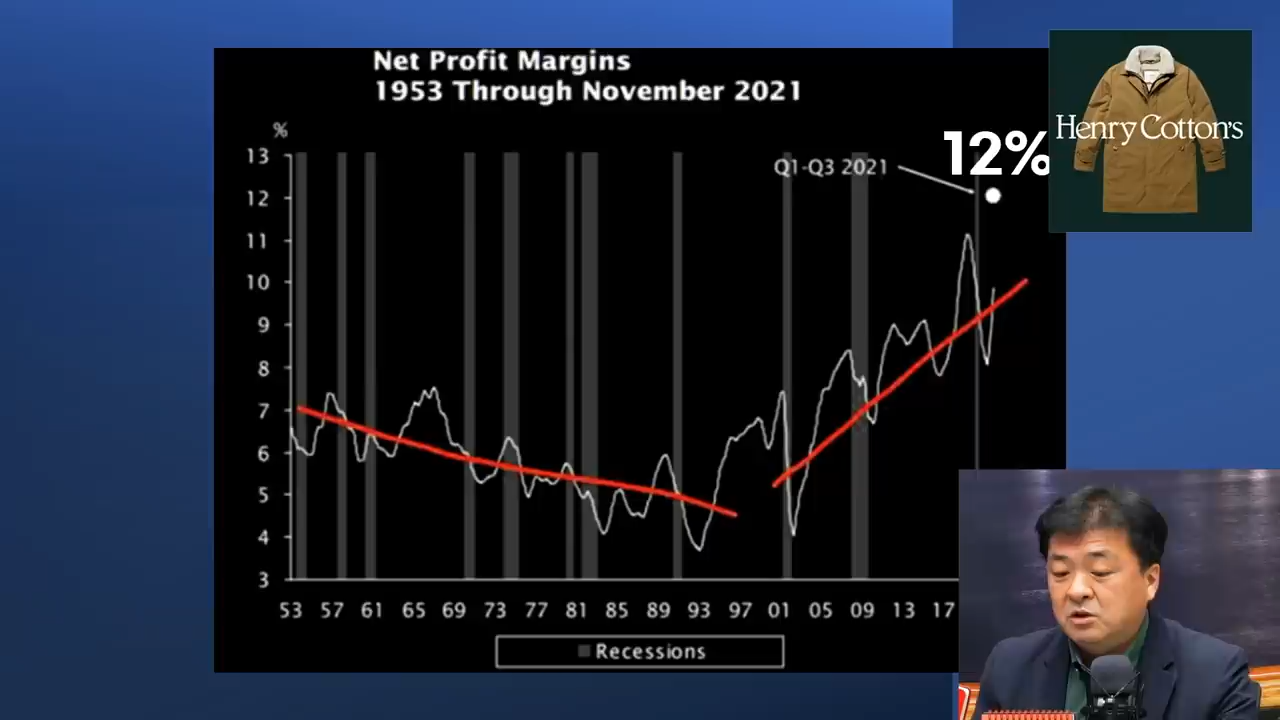 Net Profit Margins
1953 Through November 2021
%
13
12
11
10
9
8
7
6
5
4
3
Q1-Q3 2021
12%
Henry Cotton's
53 57 61 65 69 73 77 81 85 89 93 97 01 05 09 13 17
Recessions